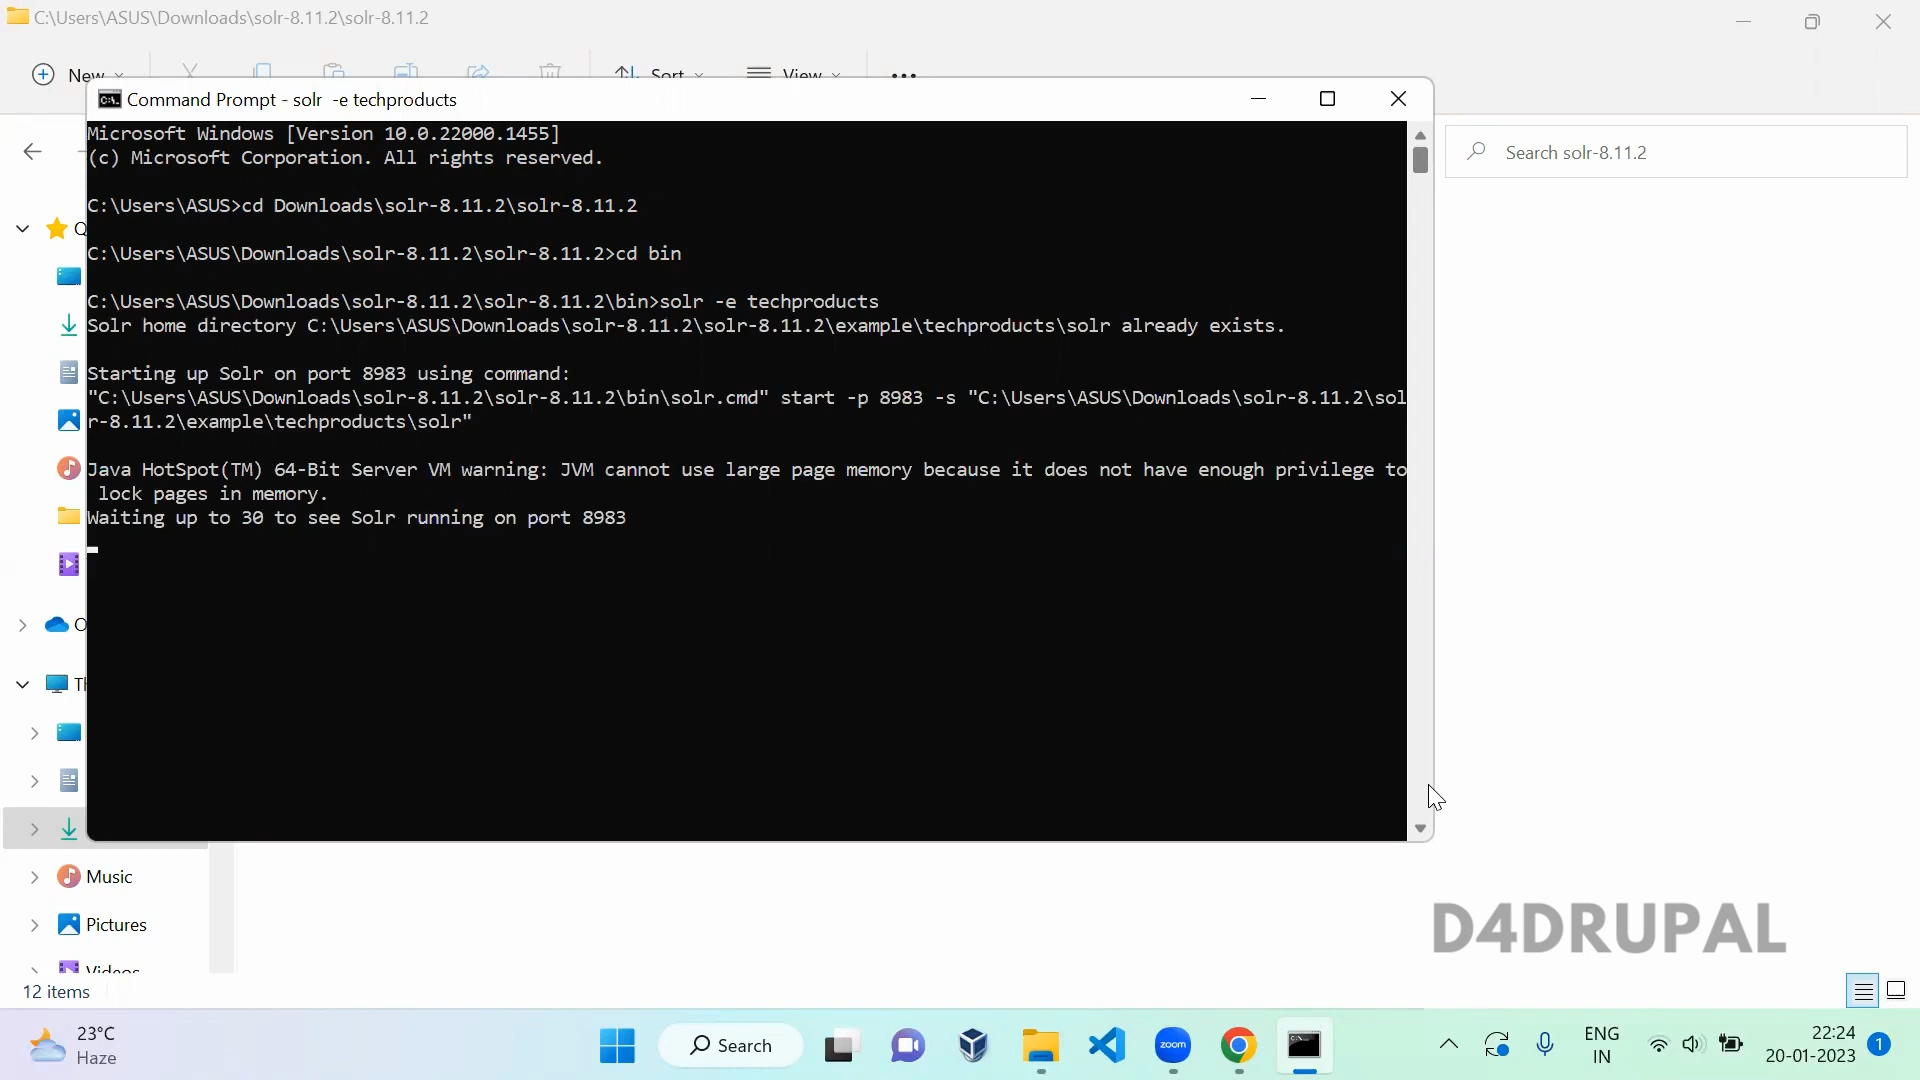 C:\Users\ASUS\Downloads\solr-8.11.2\solr-8.11.2
New
Sort
View
Command Prompt - solr  -e techproducts
Search solr-8.11.2
Microsoft Windows [Version 10.0.22000.1455]
(c) Microsoft Corporation. All rights reserved.
C:\Users\ASUS>cd Downloads\solr-8.11.2\solr-8.11.2
C:\Users\ASUS\Downloads\solr-8.11.2\solr-8.11.2>cd bin
C:\Users\ASUS\Downloads\solr-8.11.2\solr-8.11.2\bin>solr -e techproducts
Solr home directory C:\Users\ASUS\Downloads\solr-8.11.2\solr-8.11.2\example\techproducts\solr already exists.
Starting up Solr on port 8983 using command:
"C:\Users\ASUS\Downloads\solr-8.11.2\solr-8.11.2\bin\solr.cmd" start -p 8983 -s "C:\Users\ASUS\Downloads\solr-8.11.2\sol
r-8.11.2\example\techproducts\solr"
Java HotSpot(TM) 64-Bit Server VM warning: JVM cannot use large page memory because it does not have enough privilege to
lock pages in memory.
Waiting up to 30 to see Solr running on port 8983
Music
Pictures
Videos
12 items
D4DRUPAL
23°C
Haze
Search
zoom
ENG
IN
22:24
20-01-2023
1